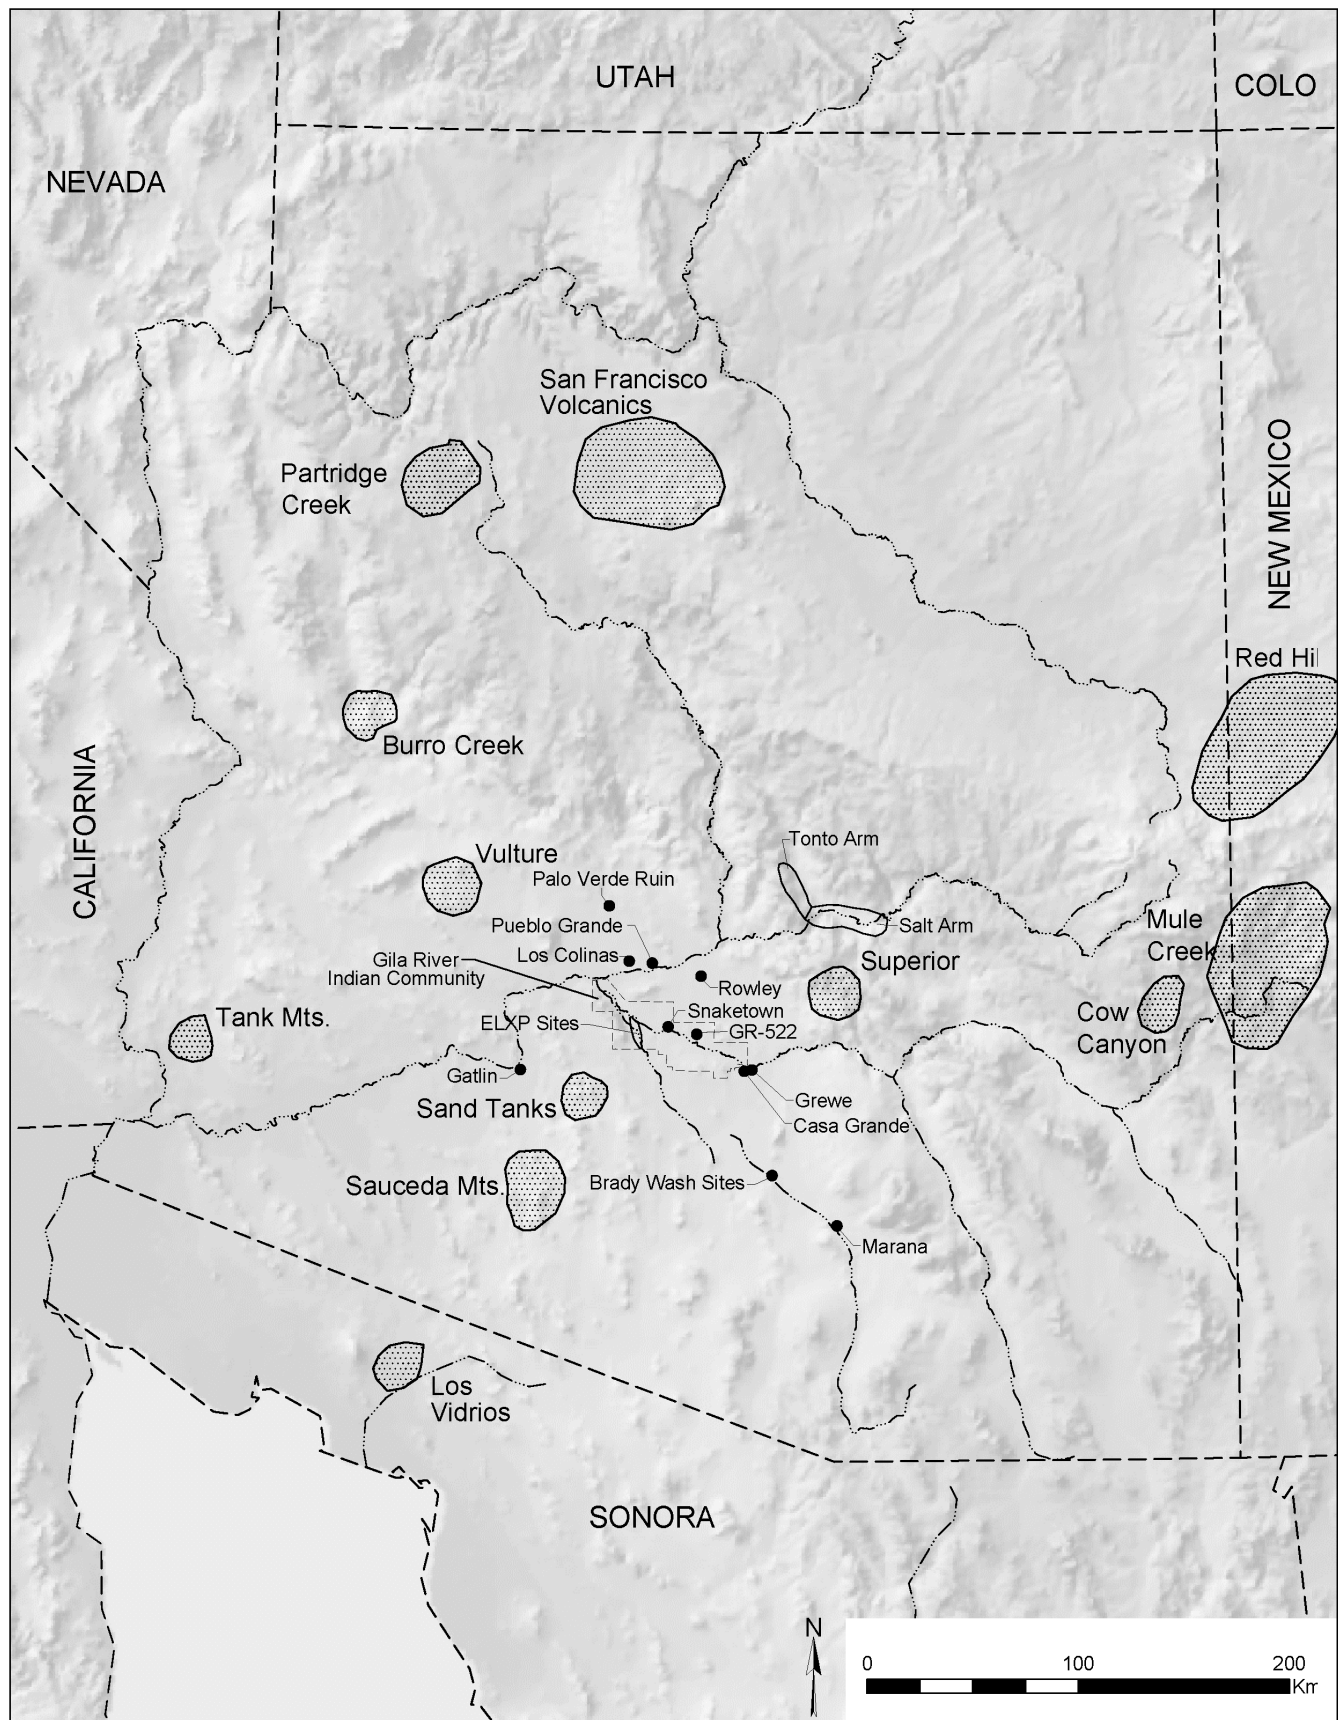 UTAH
COLO
NEVADA
San Francisco
Volcanics
Partridge
Creek
NEW MEXICO
Red Hil
Burro Creek
CALIFORNIA
Tonto Arm
Vulture
Palo Verde Ruin
Pueblo Grande
Salt Arm
Mule
Creek
Los Colinas
Gila River
Indian Community
Superior
Rowley
Snaketown
Cow
Canyon
Tank Mts.
ELXP Sites
GR-522
Gatlin
Sand Tanks
Grewe
Casa Grande
Sauceda Mts.
Brady Wash Sites
Marana
Los
Vidrios
SONORA
N
0 100 200
Km